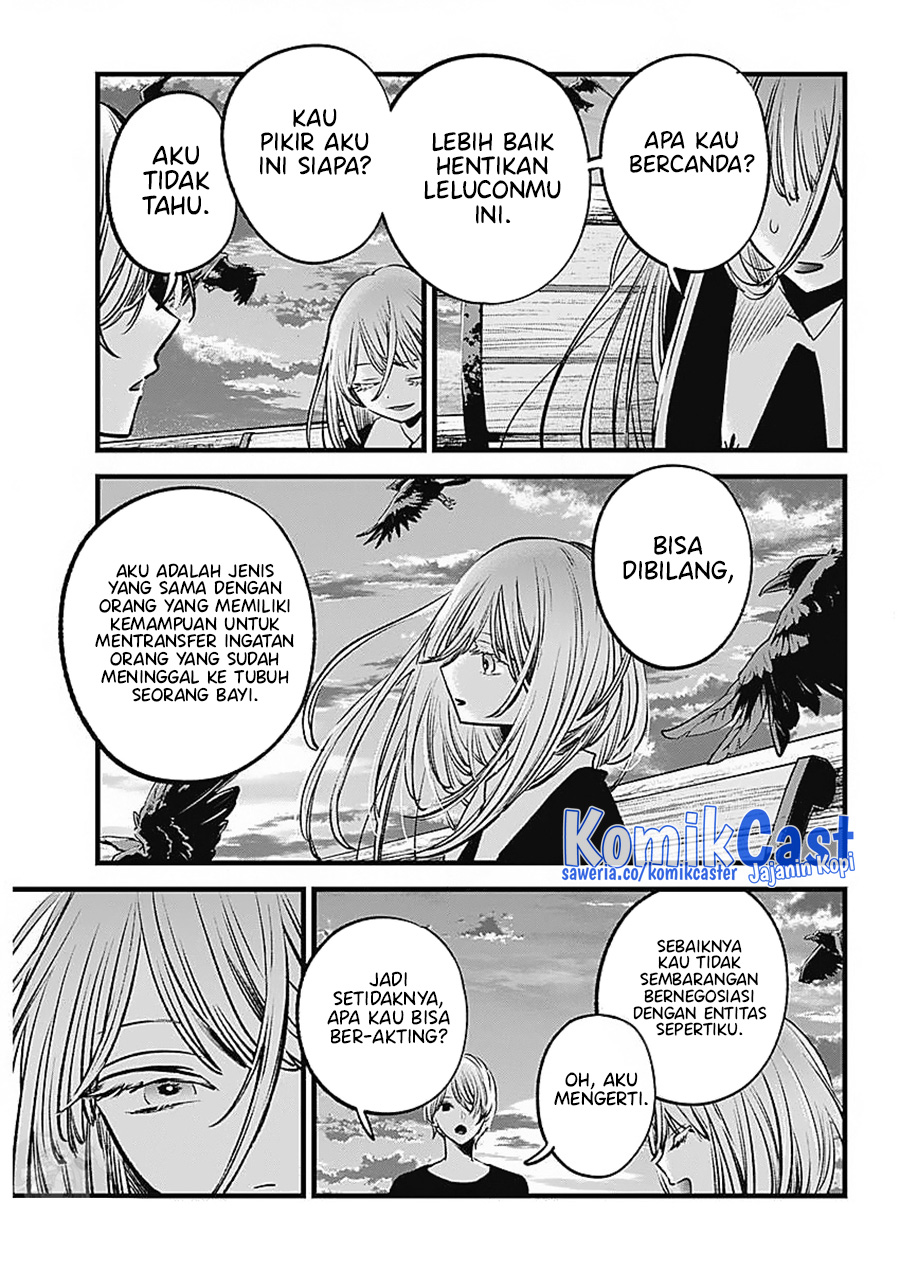 APA KAU
BERCANDA?
LEBIH BAIK
HENTIKAN
LELUCONMU
INI.
KAU
PIKIR AKU
INI SIAPA?
AKU
TIDAK
TAHU.
BISA
DIBILANG,
AKU ADALAH JENIS
YANG SAMA DENGAN
ORANG YANG MEMILIKI
KEMAMPUAN UNTUK
MENTRANSFER INGATAN
ORANG YANG SUDAH
MENINGGAL KE TUBUH
SEORANG BAYI.
KomikCast
saweria.co/komikcaster Jajanin Kopi
SEBAIKNYA
KAU TIDAK
SEMBARANGAN
BERNEGOSIASI
DENGAN ENTITAS
SEPERTIKU.
OH, AKU
MENGERTI.
JADI
SETIDAKNYA,
APA KAU BISA
BER-AKTING?